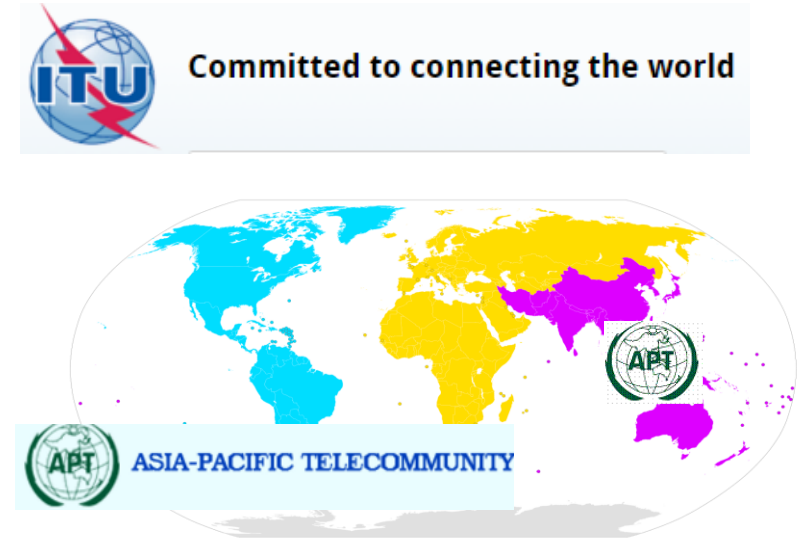 ITU
Committed to connecting the world
APT
APT
ASIA-PACIFIC TELECOMMUNITY